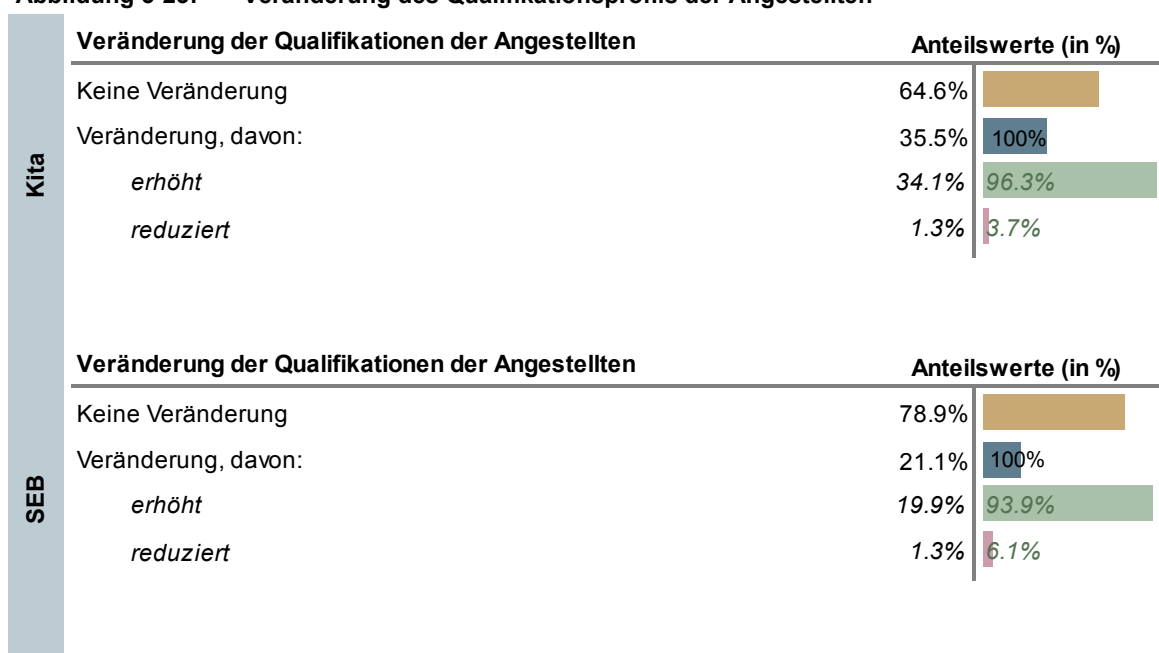 Veränderung der Qualifikationen der Angestellten Anteilswerte (in %)
Keine Veränderung 64.6%
Veränderung, davon: 35.5% 100%
erhöht 34.1% 96.3%
reduziert 1.3% 3.7%
Kita
Veränderung der Qualifikationen der Angestellten Anteilswerte (in %)
Keine Veränderung 78.9%
Veränderung, davon: 21.1% 100%
erhöht 19.9% 93.9%
reduziert 1.3% 6.1%
SEB